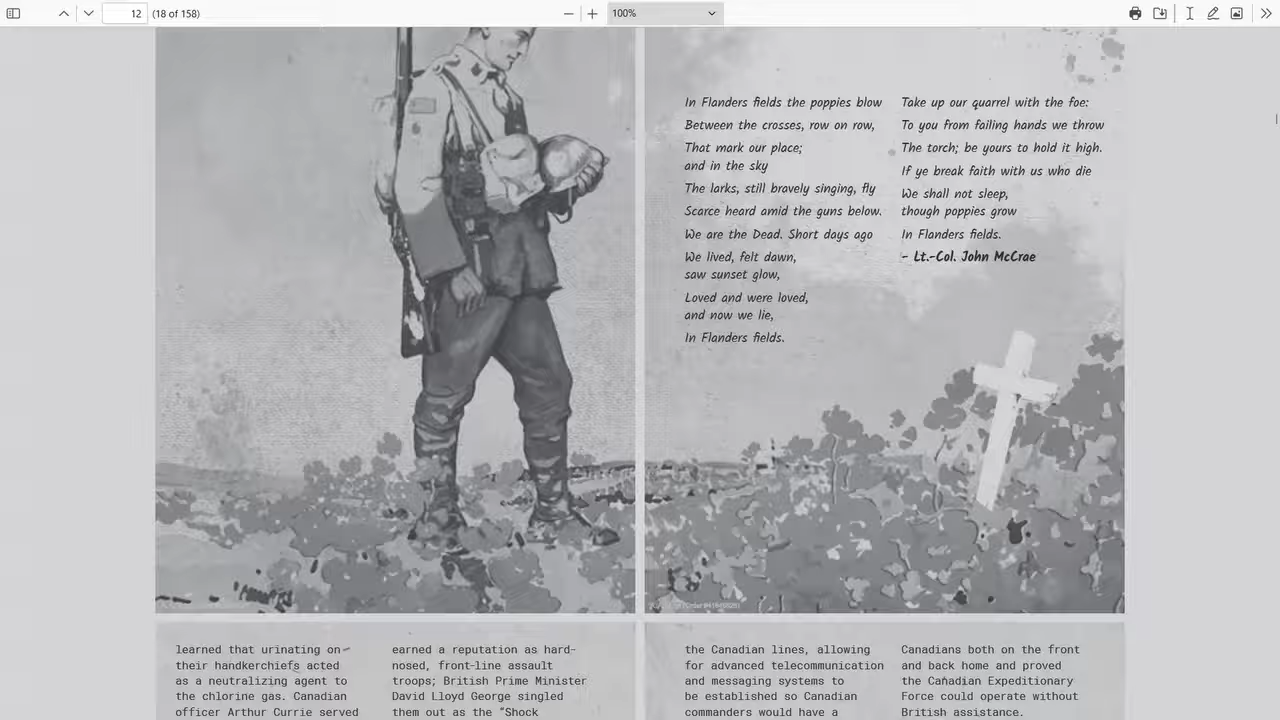 12
(18 of 158)
100%
In Flanders fields the poppies blow
Between the crosses, row on row,
That mark our place;
and in the sky
The larks, still bravely singing, fly
Scarce heard amid the guns below.
We are the Dead. Short days ago
We lived, felt dawn,
saw sunset glow,
Loved and were loved,
and now we lie,
In Flanders fields.
Take up our quarrel with the foe:
To you from failing hands we throw
The torch; be yours to hold it high.
If ye break faith with us who die
We shall not sleep,
though poppies grow
In Flanders fields.
- Lt.-Col. John McCrae
learned that urinating on
their handkerchiefs acted
as a neutralizing agent to
the chlorine gas. Canadian
officer Arthur Currie served
earned a reputation as hard-
nosed, front-line assault
troops; British Prime Minister
David Lloyd George singled
them out as the "Shock
the Canadian lines, allowing
for advanced telecommunication
and messaging systems to
be established so Canadian
commanders would have a
Canadians both on the front
and back home and proved
the Canadian Expeditionary
Force could operate without
British assistance.